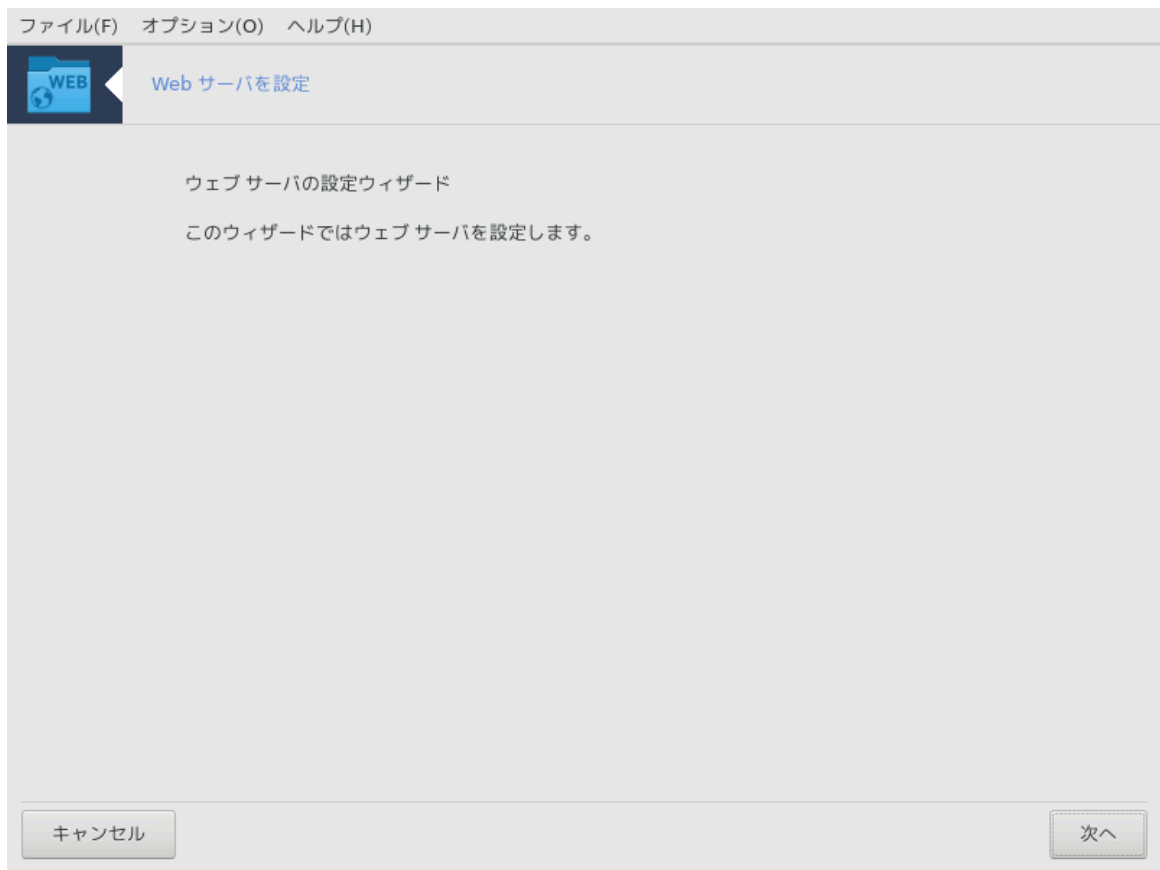 ファイル(F) オプション(O) ヘルプ(H)
WEB
Web サーバを設定
ウェブ サーバの設定ウィザード
このウィザードではウェブ サーバを設定します。
キャンセル
次へ